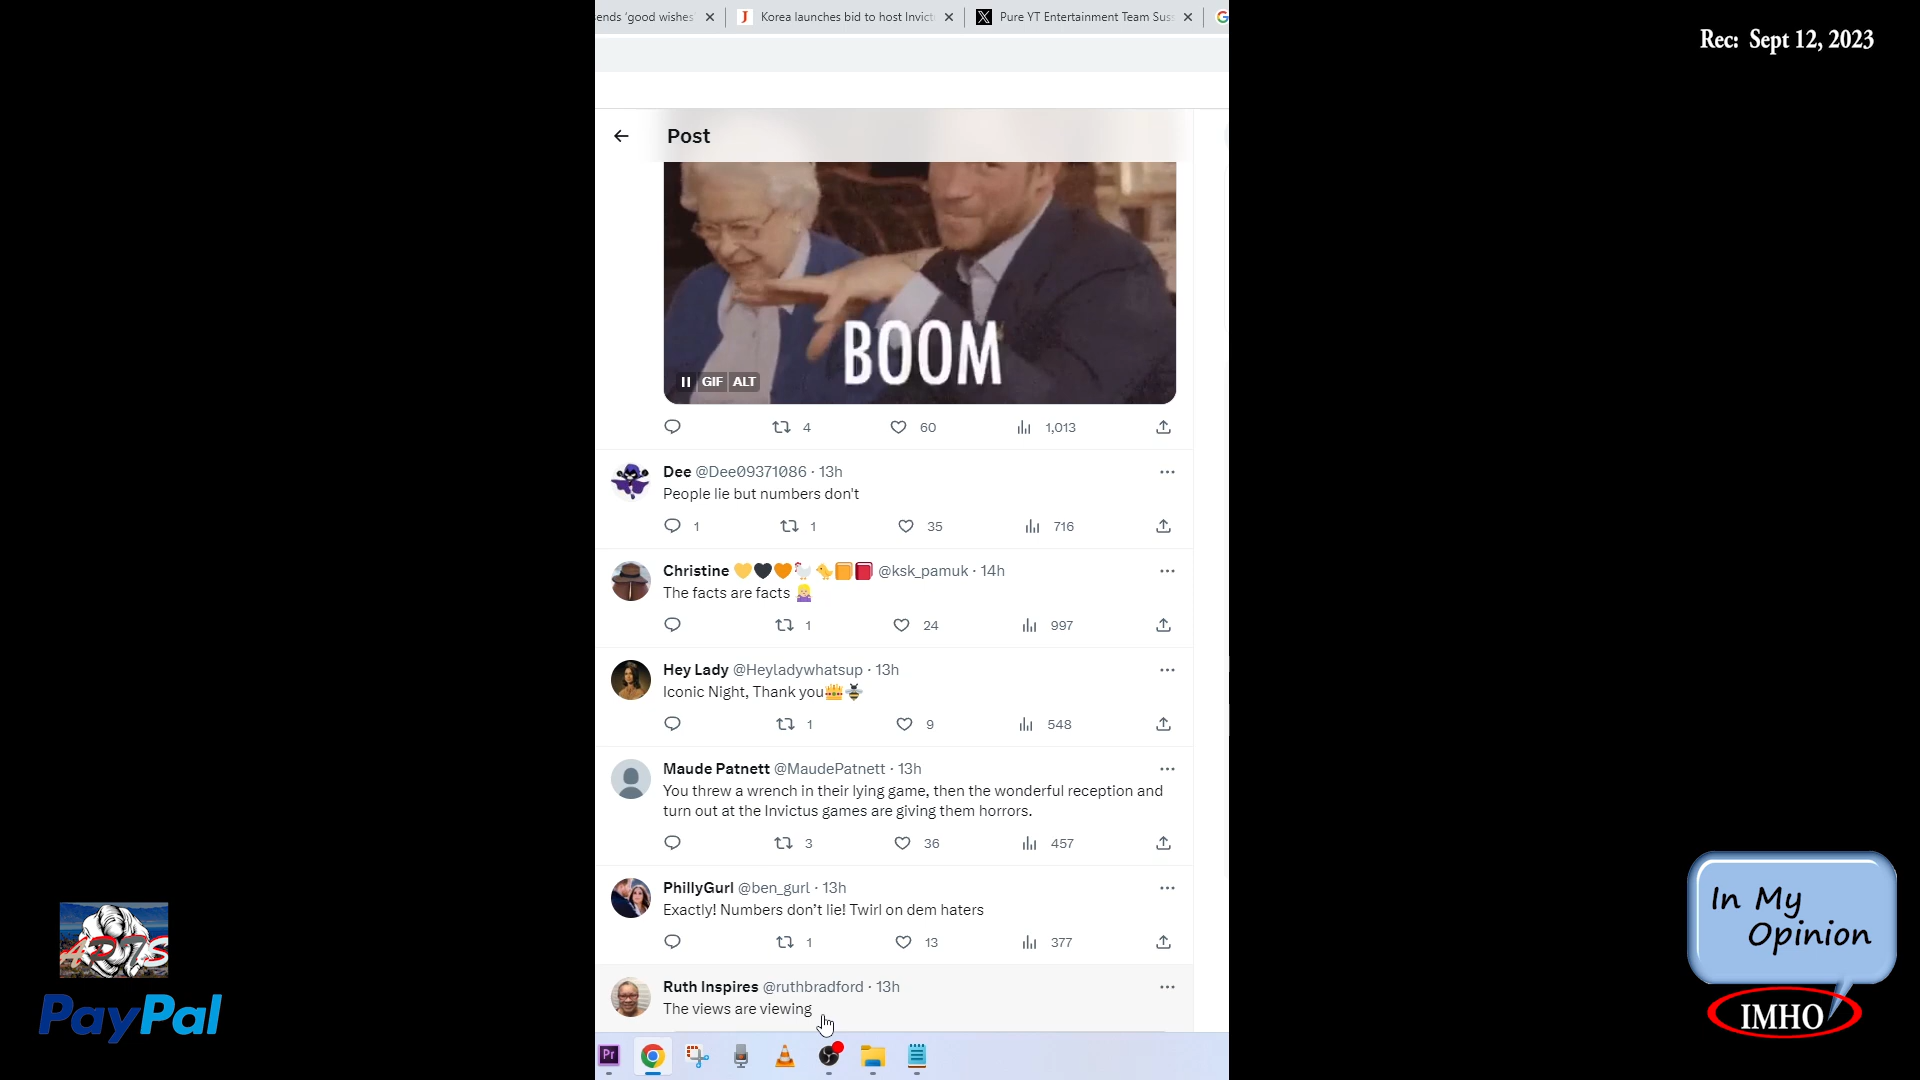 ends ‘good wishes’
Korea launches bid to host Invict
Pure YT Entertainment Team Sus
Rec: Sept 12, 2023
Post
BOOM
GIF ALT
4 60 1,013
Dee @Dee09371086 · 13h
People lie but numbers don't
1 1 35 716
Christine 💛🖤🧡🐔🐤📙📕 @ksk_pamuk · 14h
The facts are facts 🤷🏼‍♀️
1 24 997
Hey Lady @Heyladywhatsup · 13h
Iconic Night, Thank you👑🐝
1 9 548
Maude Patnett @MaudePatnett · 13h
You threw a wrench in their lying game, then the wonderful reception and
turn out at the Invictus games are giving them horrors.
3 36 457
PhillyGurl @ben_gurl · 13h
Exactly! Numbers don’t lie! Twirl on dem haters
1 13 377
Ruth Inspires @ruthbradford · 13h
The views are viewing
Pr
PayPal
In My
Opinion
IMHO